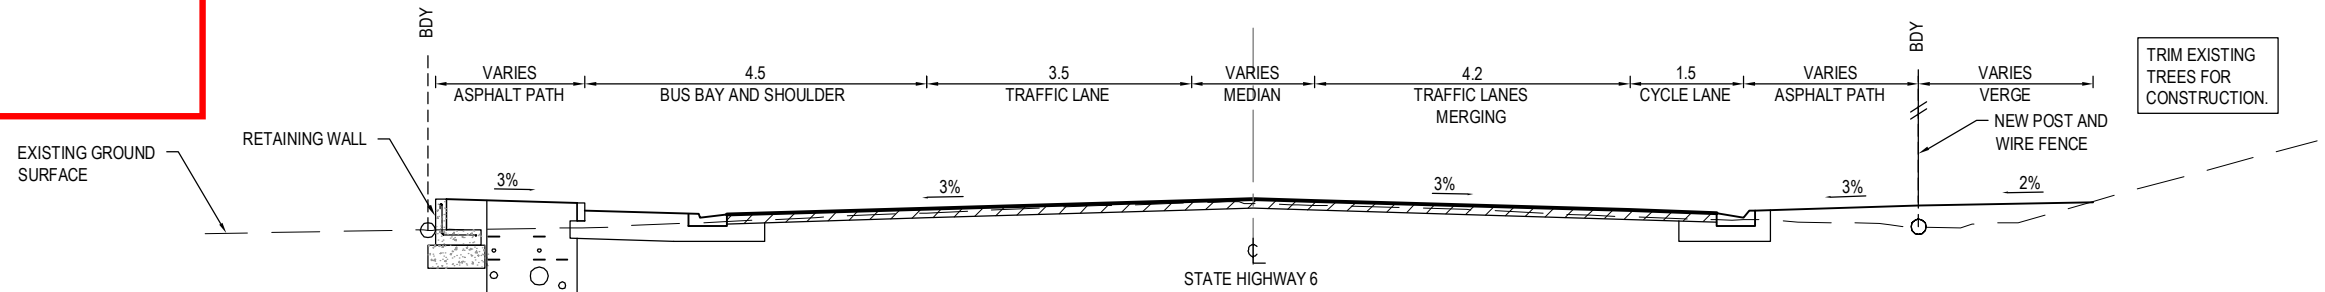 BDY
BDY
VARIES
ASPHALT PATH
4.5
BUS BAY AND SHOULDER
3.5
TRAFFIC LANE
VARIES
MEDIAN
4.2
TRAFFIC LANES
MERGING
1.5
CYCLE LANE
VARIES
ASPHALT PATH
VARIES
VERGE
TRIM EXISTING
TREES FOR
CONSTRUCTION.
EXISTING GROUND
SURFACE
RETAINING WALL
NEW POST AND
WIRE FENCE
3%
3%
3%
3%
2%
℄
STATE HIGHWAY 6